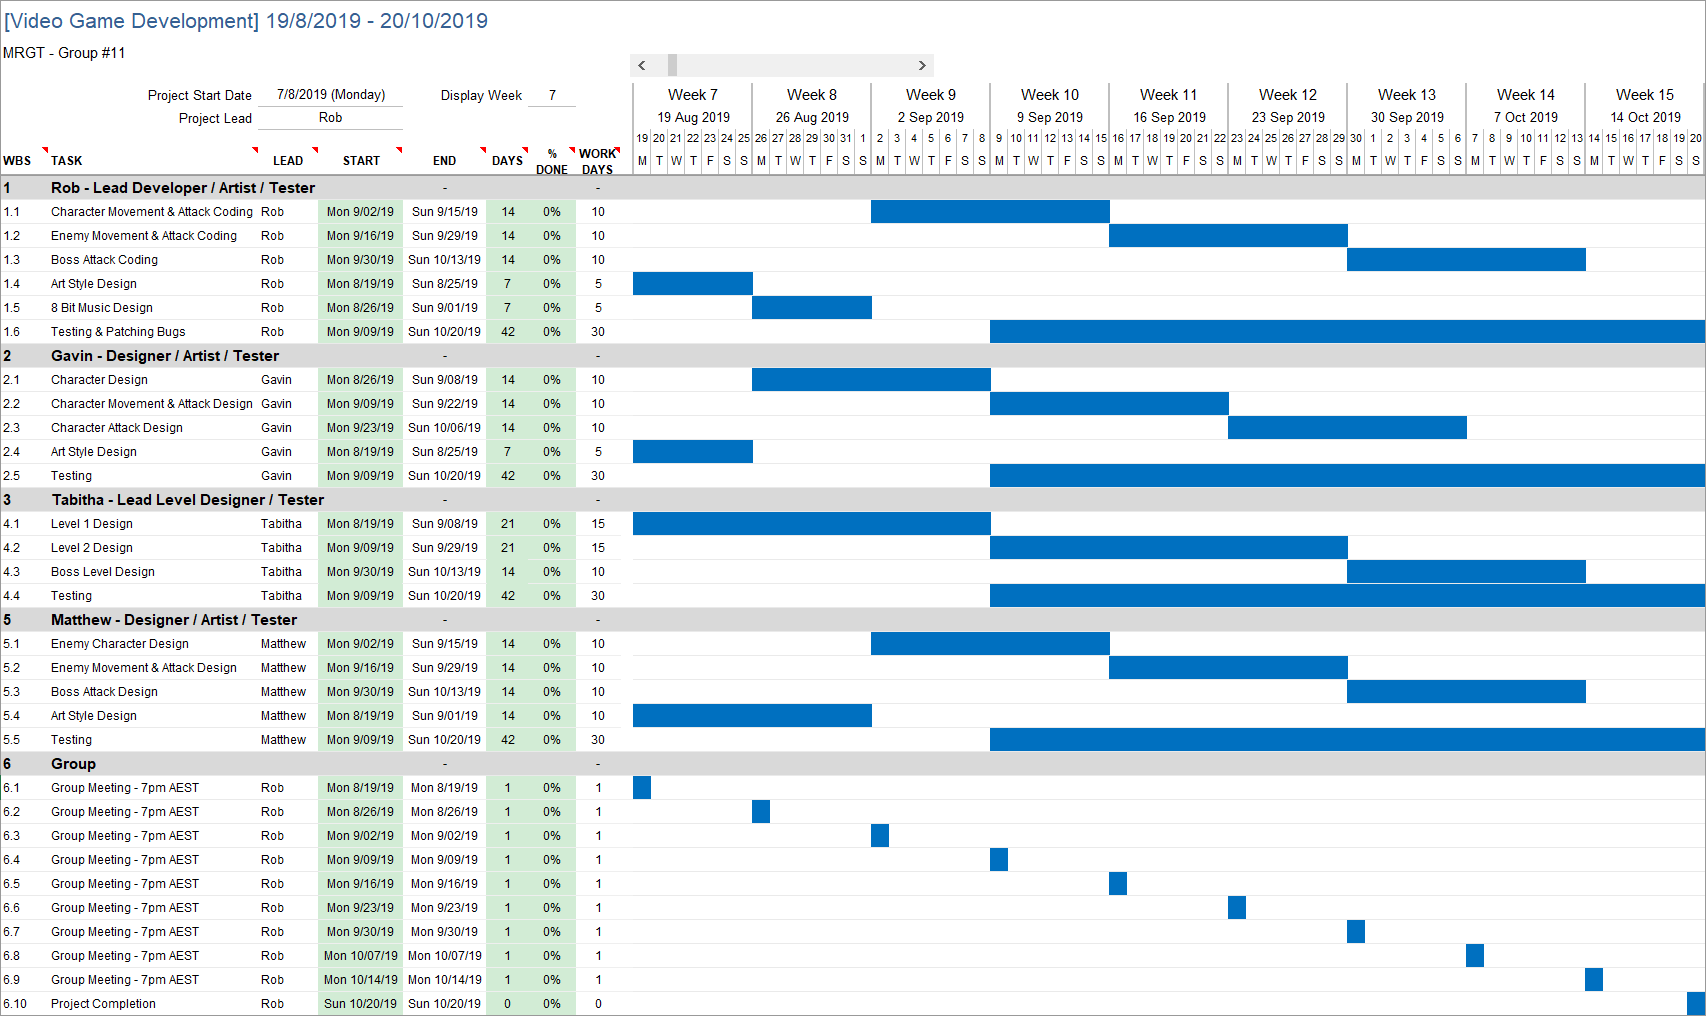 [Video Game Development] 19/8/2019 - 20/10/2019
MRGT - Group #11
Project Start Date 7/8/2019 (Monday) Display Week 7
Project Lead Rob
Week 7 Week 8 Week 9 Week 10 Week 11 Week 12 Week 13 Week 14 Week 15
19 Aug 2019 26 Aug 2019 2 Sep 2019 9 Sep 2019 16 Sep 2019 23 Sep 2019 30 Sep 2019 7 Oct 2019 14 Oct 2019
19 20 21 22 23 24 25 26 27 28 29 30 31 1 2 3 4 5 6 7 8 9 10 11 12 13 14 15 16 17 18 19 20 21 22 23 24 25 26 27 28 29 30 1 2 3 4 5 6 7 8 9 10 11 12 13 14 15 16 17 18 19 20
WBS TASK LEAD START END DAYS % DONE WORK DAYS M T W T F S S M T W T F S S M T W T F S S M T W T F S S M T W T F S S M T W T F S S M T W T F S S M T W T F S S M T W T F S S
1 Rob - Lead Developer / Artist / Tester - -
1.1 Character Movement & Attack Coding Rob Mon 9/02/19 Sun 9/15/19 14 0% 10
1.2 Enemy Movement & Attack Coding Rob Mon 9/16/19 Sun 9/29/19 14 0% 10
1.3 Boss Attack Coding Rob Mon 9/30/19 Sun 10/13/19 14 0% 10
1.4 Art Style Design Rob Mon 8/19/19 Sun 8/25/19 7 0% 5
1.5 8 Bit Music Design Rob Mon 8/26/19 Sun 9/01/19 7 0% 5
1.6 Testing & Patching Bugs Rob Mon 9/09/19 Sun 10/20/19 42 0% 30
2 Gavin - Designer / Artist / Tester - -
2.1 Character Design Gavin Mon 8/26/19 Sun 9/08/19 14 0% 10
2.2 Character Movement & Attack Design Gavin Mon 9/09/19 Sun 9/22/19 14 0% 10
2.3 Character Attack Design Gavin Mon 9/23/19 Sun 10/06/19 14 0% 10
2.4 Art Style Design Gavin Mon 8/19/19 Sun 8/25/19 7 0% 5
2.5 Testing Gavin Mon 9/09/19 Sun 10/20/19 42 0% 30
3 Tabitha - Lead Level Designer / Tester - -
4.1 Level 1 Design Tabitha Mon 8/19/19 Sun 9/08/19 21 0% 15
4.2 Level 2 Design Tabitha Mon 9/09/19 Sun 9/29/19 21 0% 15
4.3 Boss Level Design Tabitha Mon 9/30/19 Sun 10/13/19 14 0% 10
4.4 Testing Tabitha Mon 9/09/19 Sun 10/20/19 42 0% 30
5 Matthew - Designer / Artist / Tester - -
5.1 Enemy Character Design Matthew Mon 9/02/19 Sun 9/15/19 14 0% 10
5.2 Enemy Movement & Attack Design Matthew Mon 9/16/19 Sun 9/29/19 14 0% 10
5.3 Boss Attack Design Matthew Mon 9/30/19 Sun 10/13/19 14 0% 10
5.4 Art Style Design Matthew Mon 8/19/19 Sun 9/01/19 14 0% 10
5.5 Testing Matthew Mon 9/09/19 Sun 10/20/19 42 0% 30
6 Group - -
6.1 Group Meeting - 7pm AEST Rob Mon 8/19/19 Mon 8/19/19 1 0% 1
6.2 Group Meeting - 7pm AEST Rob Mon 8/26/19 Mon 8/26/19 1 0% 1
6.3 Group Meeting - 7pm AEST Rob Mon 9/02/19 Mon 9/02/19 1 0% 1
6.4 Group Meeting - 7pm AEST Rob Mon 9/09/19 Mon 9/09/19 1 0% 1
6.5 Group Meeting - 7pm AEST Rob Mon 9/16/19 Mon 9/16/19 1 0% 1
6.6 Group Meeting - 7pm AEST Rob Mon 9/23/19 Mon 9/23/19 1 0% 1
6.7 Group Meeting - 7pm AEST Rob Mon 9/30/19 Mon 9/30/19 1 0% 1
6.8 Group Meeting - 7pm AEST Rob Mon 10/07/19 Mon 10/07/19 1 0% 1
6.9 Group Meeting - 7pm AEST Rob Mon 10/14/19 Mon 10/14/19 1 0% 1
6.10 Project Completion Rob Sun 10/20/19 Sun 10/20/19 0 0% 0